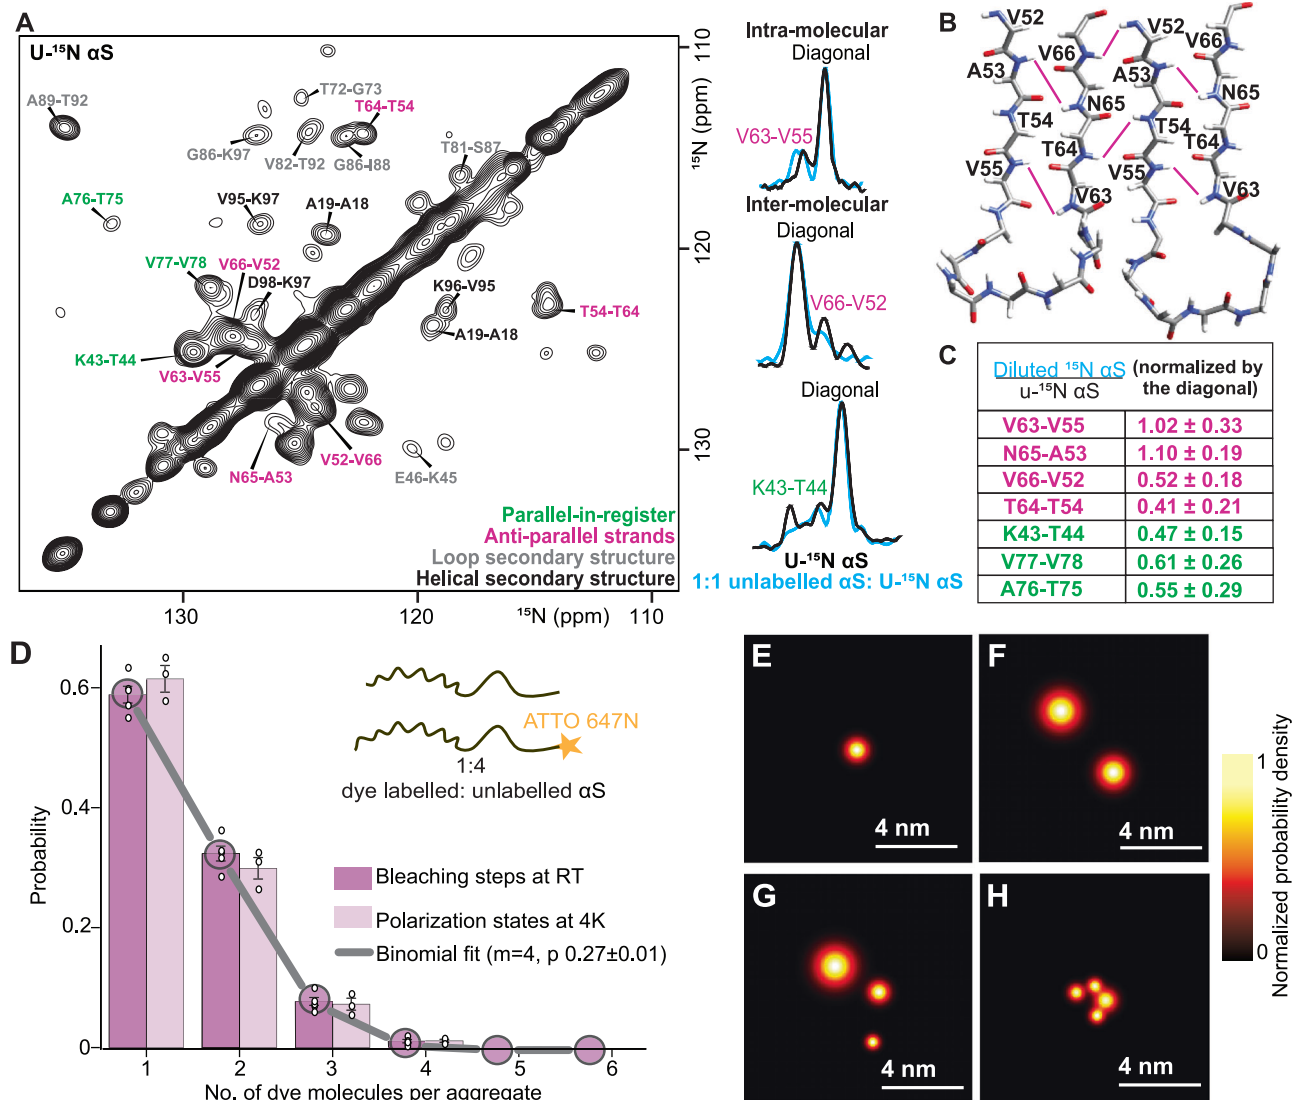 A
U-¹⁵N αS
A89-T92
T72-G73
T64-T54
G86-K97
V82-T92
G86-I88
T81-S87
A76-T75
V95-K97
A19-A18
V77-V78
V66-V52
D98-K97
K96-V95
A19-A18
T54-T64
K43-T44
V63-V55
N65-A53
V52-V66
E46-K45
Parallel-in-register
Anti-parallel strands
Loop secondary structure
Helical secondary structure
130
120
110
¹⁵N (ppm)
110
120
130
¹⁵N (ppm)
Intra-molecular
Diagonal
V63-V55
Inter-molecular
Diagonal
V66-V52
Diagonal
K43-T44
U-¹⁵N αS
1:1 unlabelled αS: U-¹⁵N αS
B
V52
V66
V52
V66
A53
N65
A53
N65
T54
T64
T54
T64
V55
V63
V55
V63
C
Diluted ¹⁵N αS
u-¹⁵N αS
(normalized by
the diagonal)
V63-V55 1.02 ± 0.33
N65-A53 1.10 ± 0.19
V66-V52 0.52 ± 0.18
T64-T54 0.41 ± 0.21
K43-T44 0.47 ± 0.15
V77-V78 0.61 ± 0.26
A76-T75 0.55 ± 0.29
D
0.6
0.4
0.2
0
Probability
1 2 3 4 5 6
No. of dye molecules per aggregate
ATTO 647N
1:4
dye labelled: unlabelled αS
Bleaching steps at RT
Polarization states at 4K
Binomial fit (m=4, p 0.27±0.01)
E
4 nm
F
4 nm
G
4 nm
H
4 nm
1
0
Normalized probability density